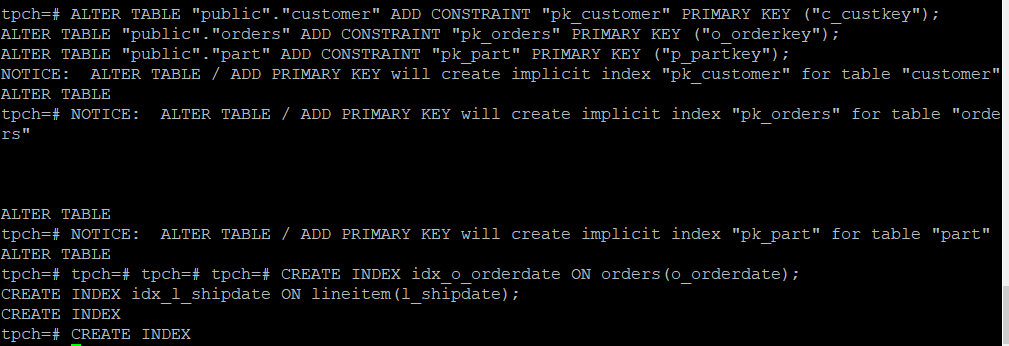 tpch=# ALTER TABLE "public"."customer" ADD CONSTRAINT "pk_customer" PRIMARY KEY ("c_custkey");
ALTER TABLE "public"."orders" ADD CONSTRAINT "pk_orders" PRIMARY KEY ("o_orderkey");
ALTER TABLE "public"."part" ADD CONSTRAINT "pk_part" PRIMARY KEY ("p_partkey");
NOTICE:  ALTER TABLE / ADD PRIMARY KEY will create implicit index "pk_customer" for table "customer"
ALTER TABLE
tpch=# NOTICE:  ALTER TABLE / ADD PRIMARY KEY will create implicit index "pk_orders" for table "orde
rs"
ALTER TABLE
tpch=# NOTICE:  ALTER TABLE / ADD PRIMARY KEY will create implicit index "pk_part" for table "part"
ALTER TABLE
tpch=# tpch=# tpch=# tpch=# CREATE INDEX idx_o_orderdate ON orders(o_orderdate);
CREATE INDEX idx_l_shipdate ON lineitem(l_shipdate);
CREATE INDEX
tpch=# CREATE INDEX